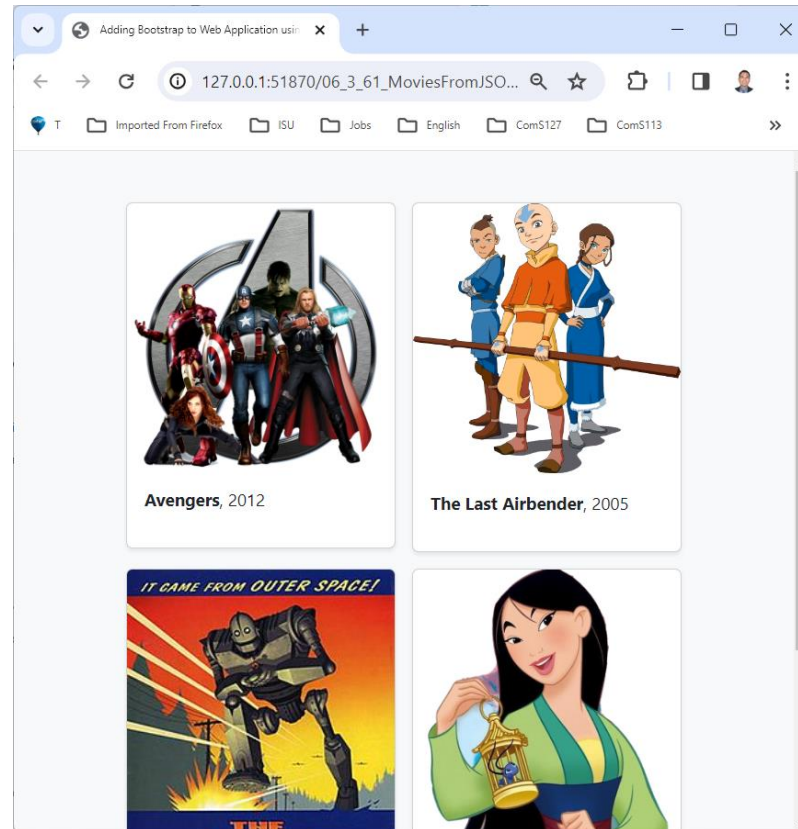 Adding Bootstrap to Web Application usin
127.0.0.1:51870/06_3_61_MoviesFromJSO...
T Imported From Firefox ISU Jobs English ComS127 ComS113
Avengers, 2012
The Last Airbender, 2005
IT CAME FROM OUTER SPACE!
THE